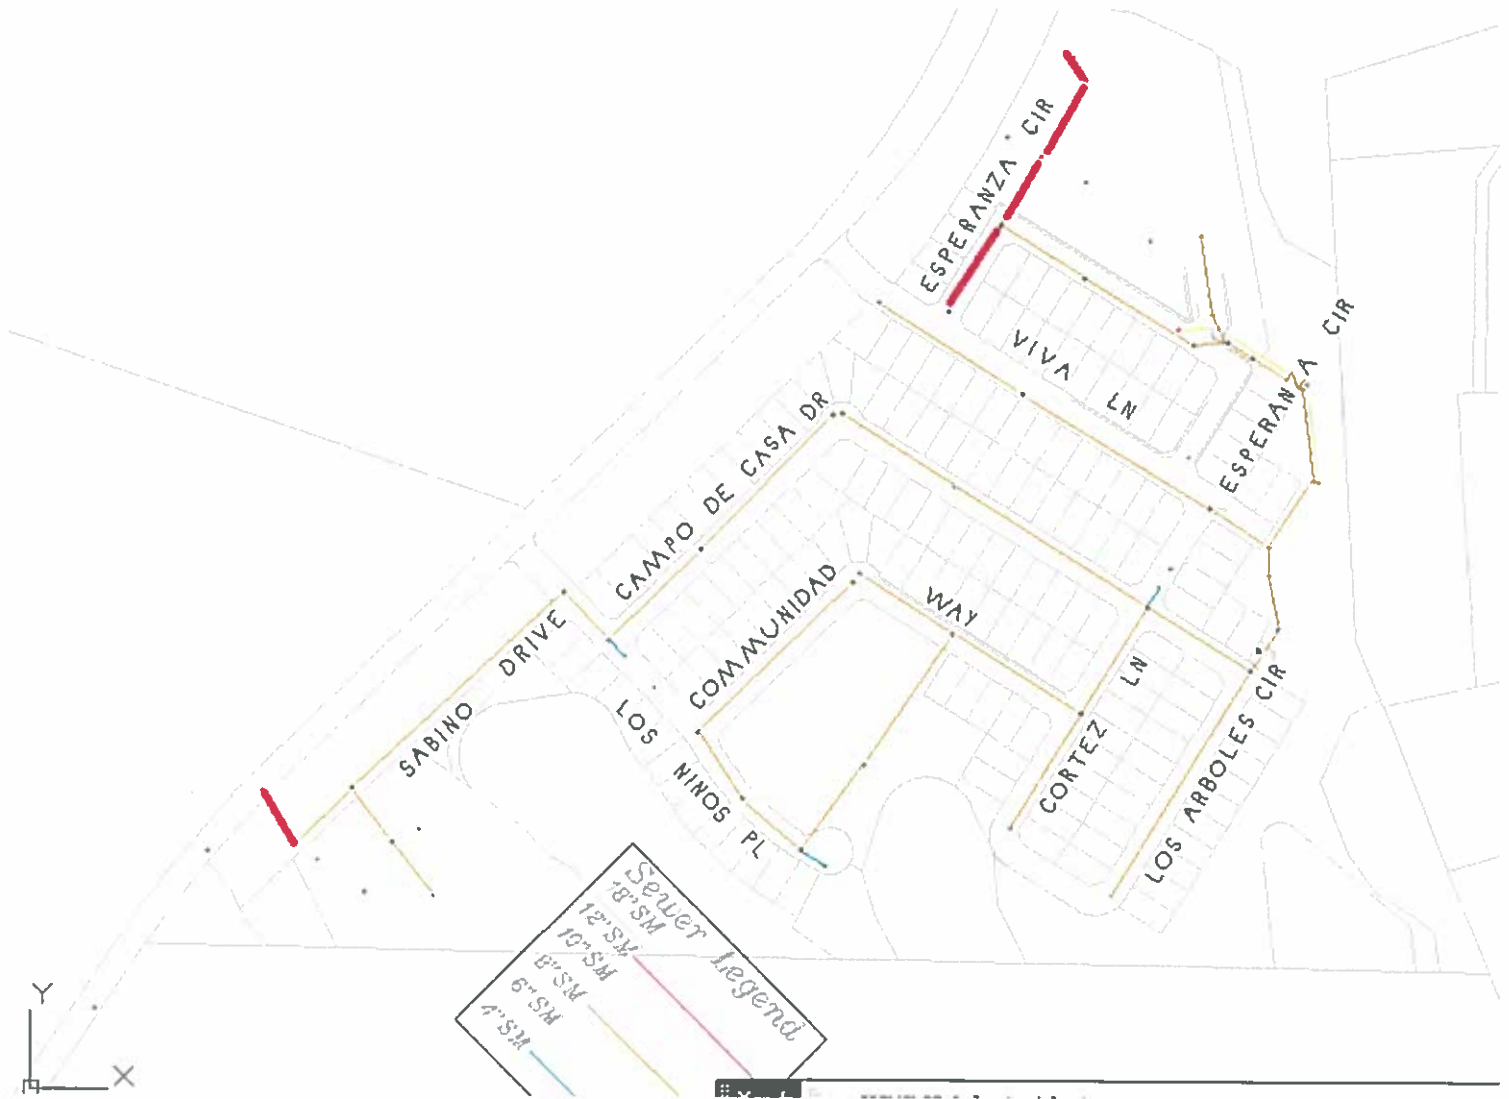 ESPERANZA CIR
VIVA LN
CIR
ESPERAN A
CAMPO DE CASA DR
COMMUNIDAD WAY
SABINO DRIVE
LOS NINOS PL
CORTEZ LN
LOS ARBOLES CIR
Sewer Legend
18"SM
12"SM
10"SM
8"SM
6"SM
4"SM
Y
X